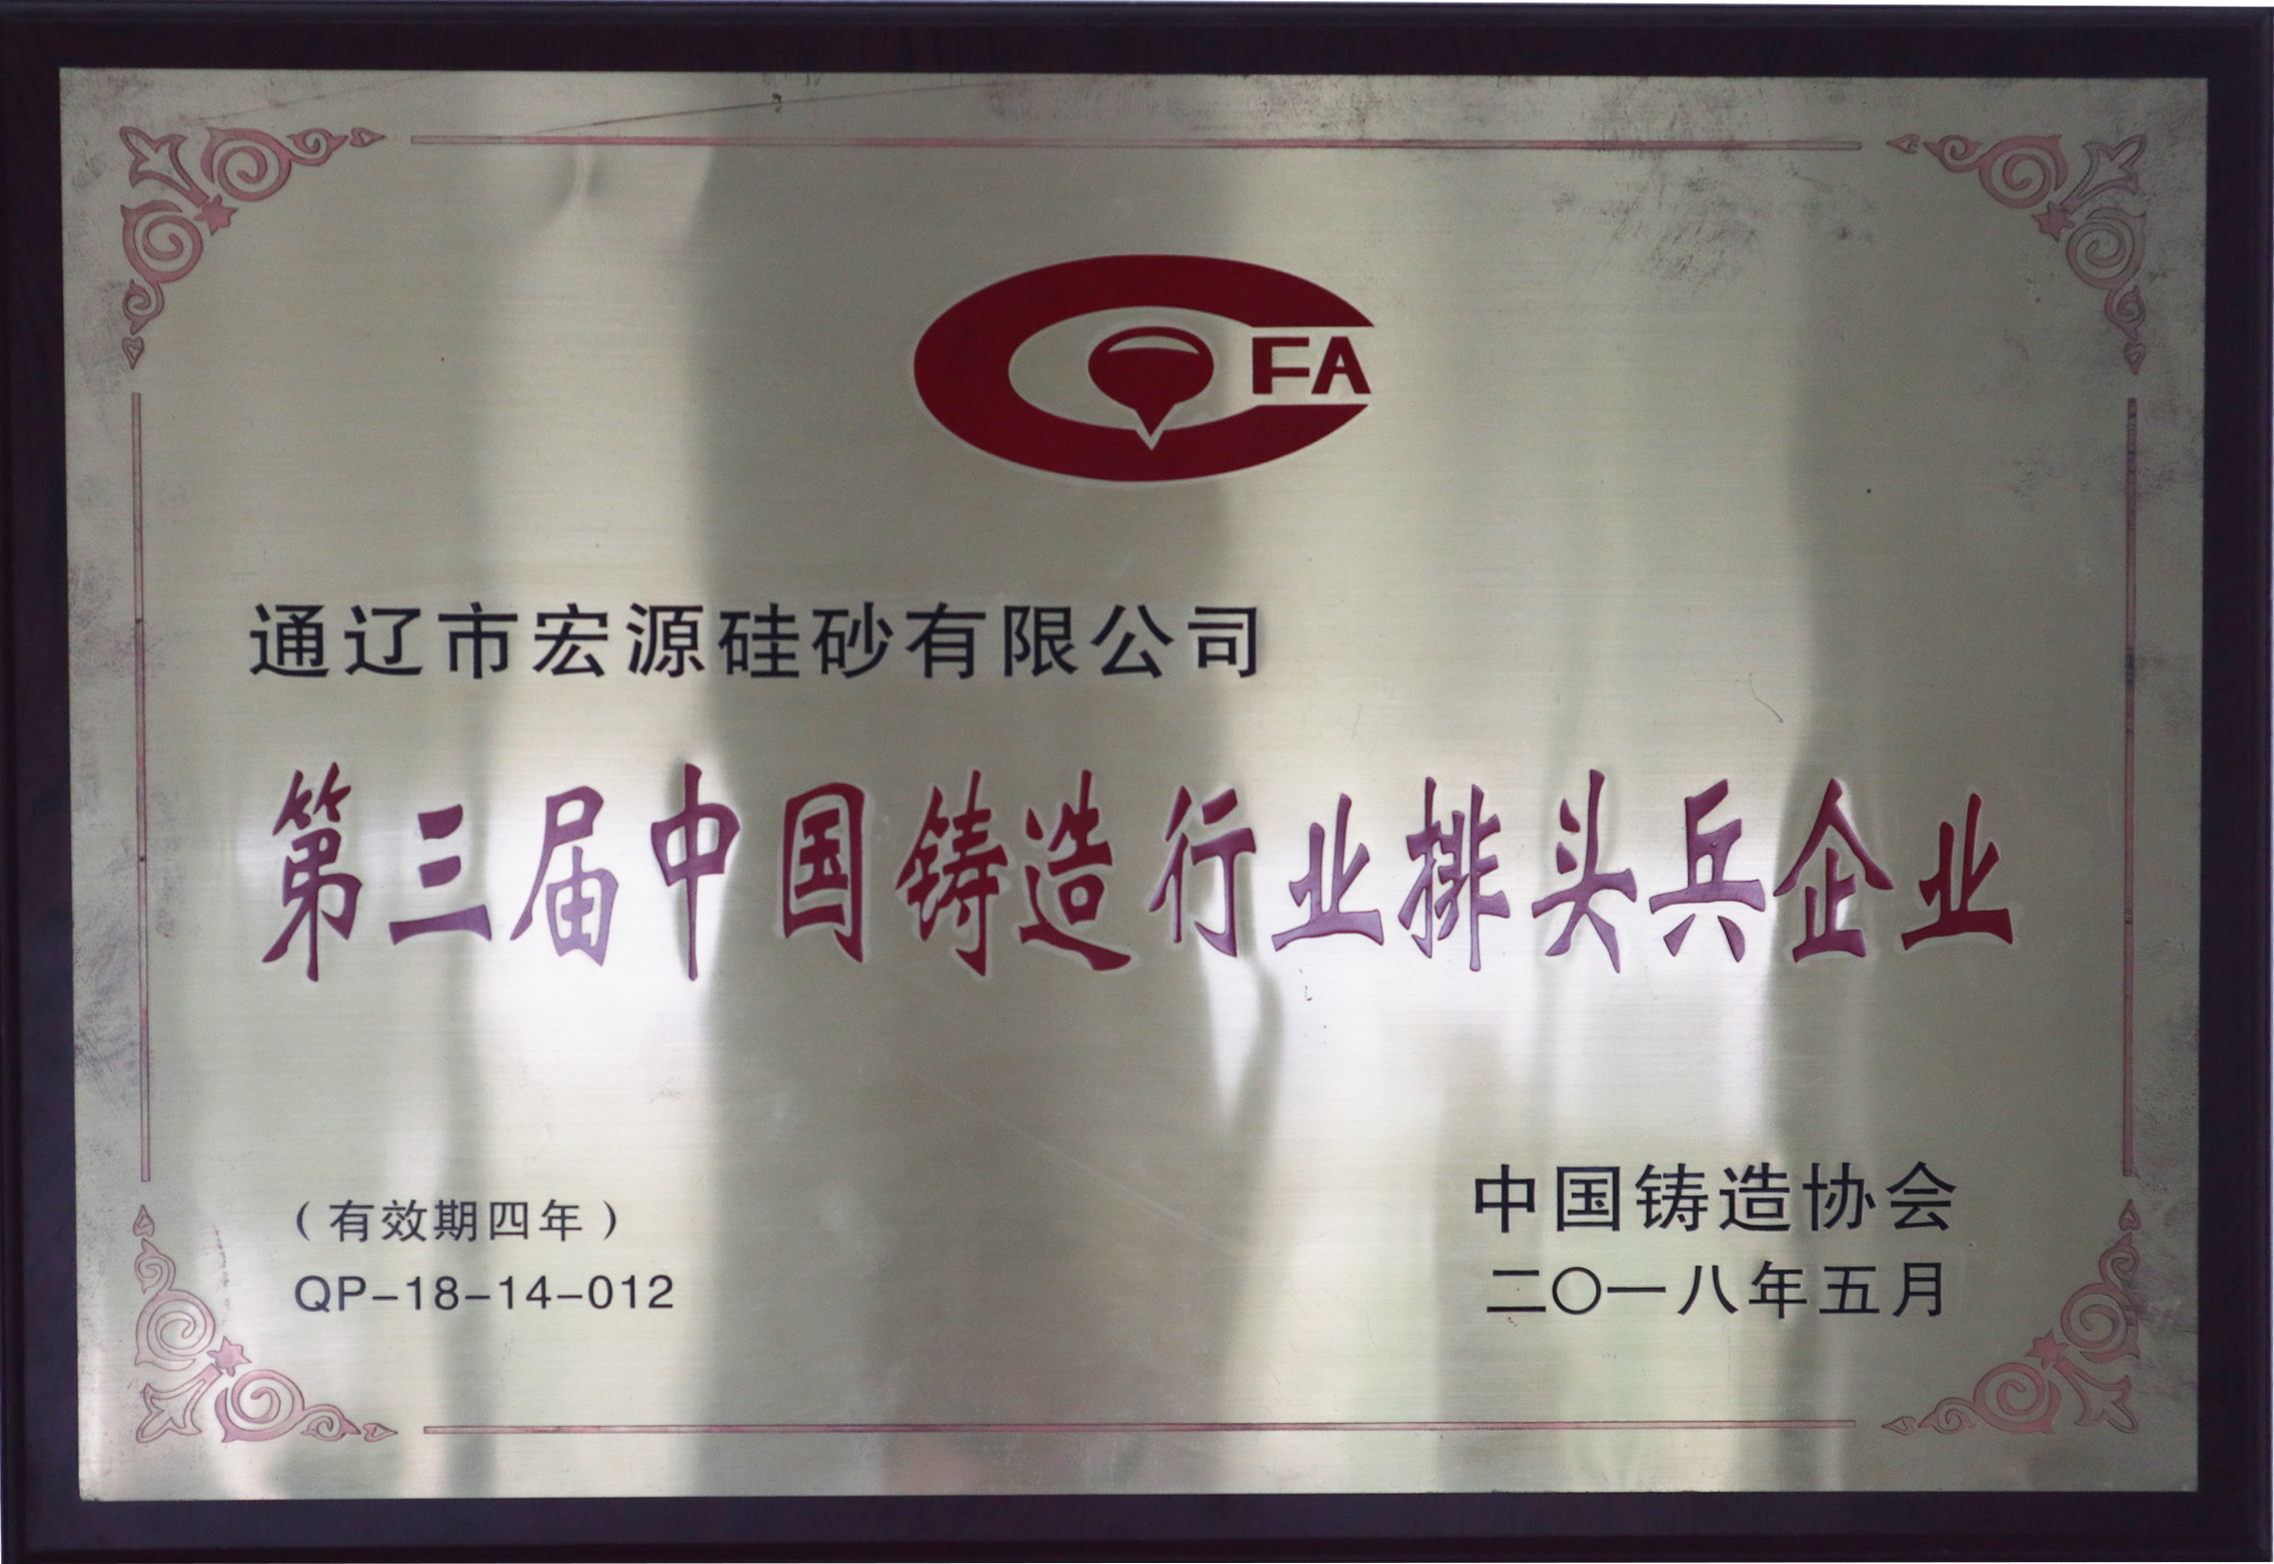 FA
通辽市宏源硅砂有限公司
第三届中国铸造行业排头兵企业
（有效期四年）
QP-18-14-012
中国铸造协会
二〇一八年五月